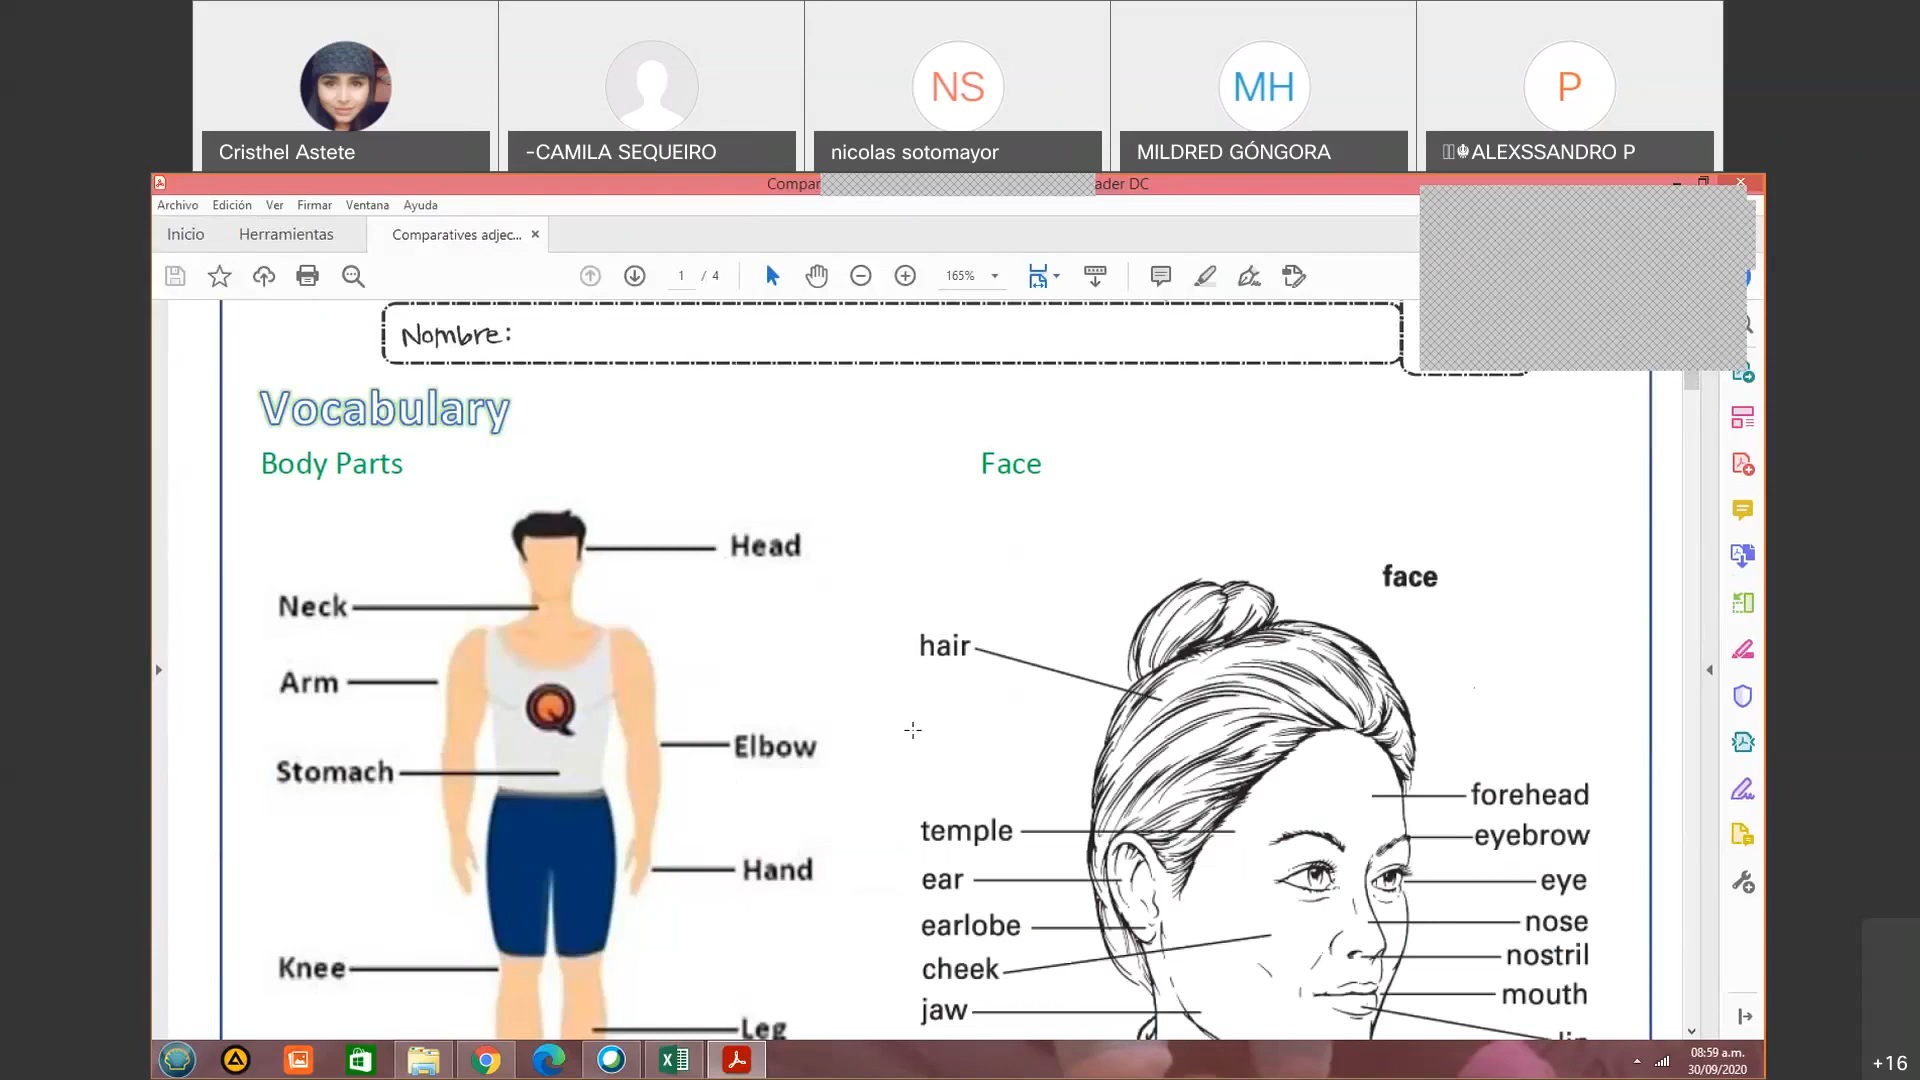 NS
MH
P
Cristhel Astete
-CAMILA SEQUEIRO
nicolas sotomayor
MILDRED GÓNGORA
ALEXSSANDRO P
Compar
ader DC
Archivo Edición Ver Firmar Ventana Ayuda
Inicio Herramientas Comparatives adjec...
1 / 4 165%
Nombre:
Vocabulary
Body Parts
Face
Head
Neck
Arm
Q
Elbow
Stomach
Hand
Knee
Leg
face
hair
forehead
temple
eyebrow
ear
eye
earlobe
nose
cheek
nostril
jaw
mouth
lip
08:59 a.m.
30/09/2020
+16